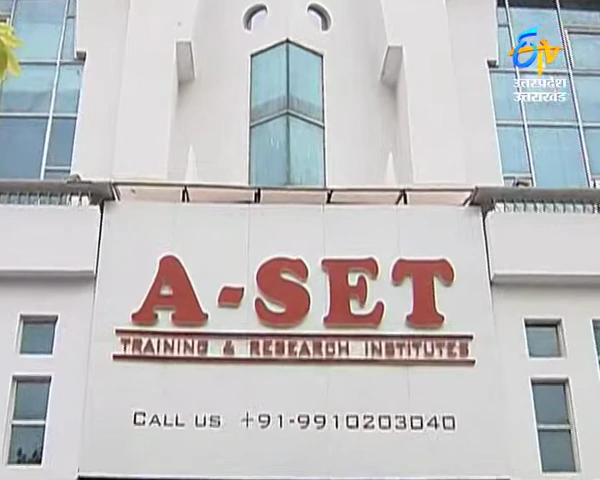 ETV
उत्तरप्रदेश
उत्तराखंड
A-SET
TRAINING & RESEARCH INSTITUTES
CALL US +91-9910203040